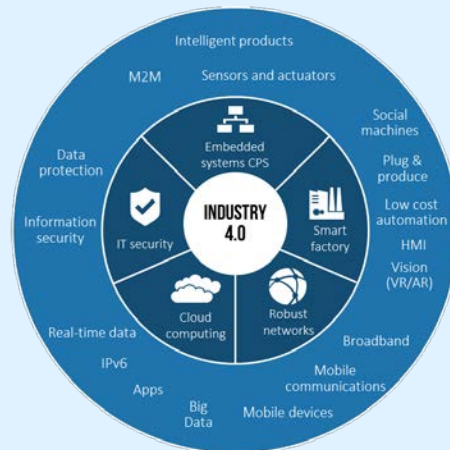 Intelligent products
M2M
Sensors and actuators
Social
machines
Plug &
produce
Low cost
automation
HMI
Vision
(VR/AR)
Broadband
Mobile
communications
Mobile devices
Big
Data
Apps
IPv6
Real-time data
Information
security
Data
protection
Embedded
systems CPS
Smart
factory
Robust
networks
Cloud
computing
IT security
INDUSTRY
4.0